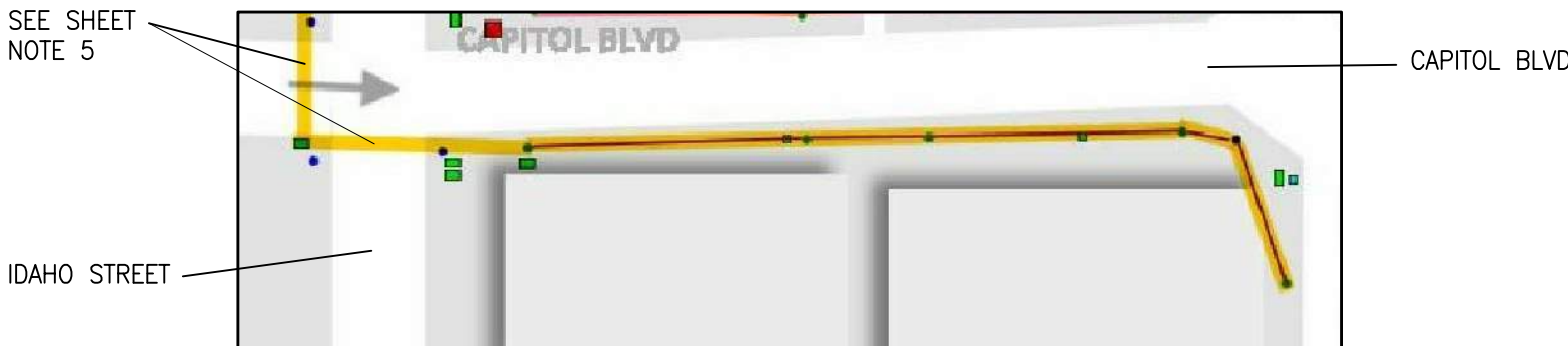 SEE SHEET
NOTE 5
CAPITOL BLVD
CAPITOL BLVD
IDAHO STREET